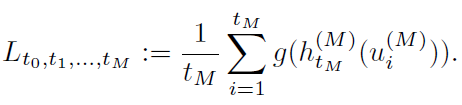 L_{t_0,t_1,\ldots,t_M} := \frac{1}{t_M} \sum_{i=1}^{t_M} g(h_{t_M}^{(M)}(u_i^{(M)})).